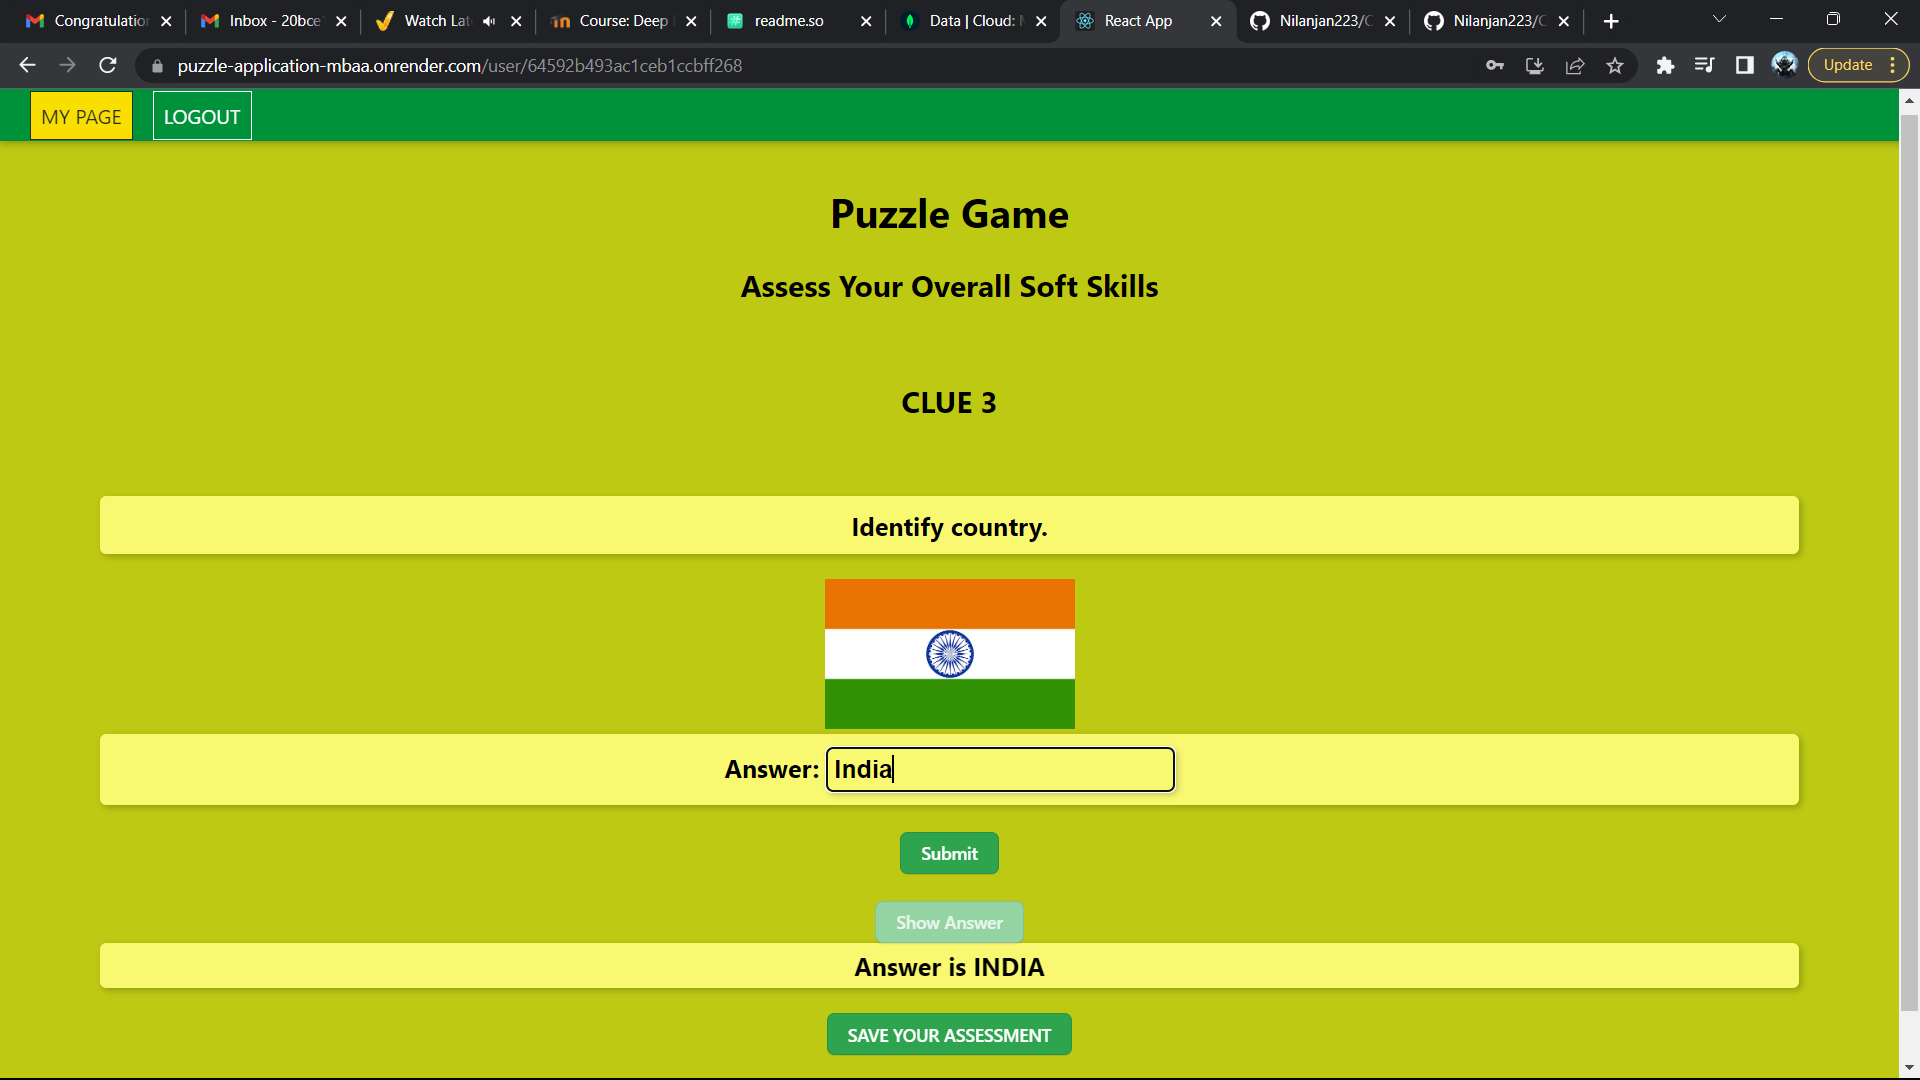 Congratulation
Inbox - 20bce
Watch Lat
Course: Deep
readme.so
Data | Cloud:
React App
Nilanjan223/C
Nilanjan223/C
puzzle-application-mbaa.onrender.com/user/64592b493ac1ceb1ccbff268
Update
MY PAGE
LOGOUT
Puzzle Game
Assess Your Overall Soft Skills
CLUE 3
Identify country.
Answer: India
Submit
Show Answer
Answer is INDIA
SAVE YOUR ASSESSMENT